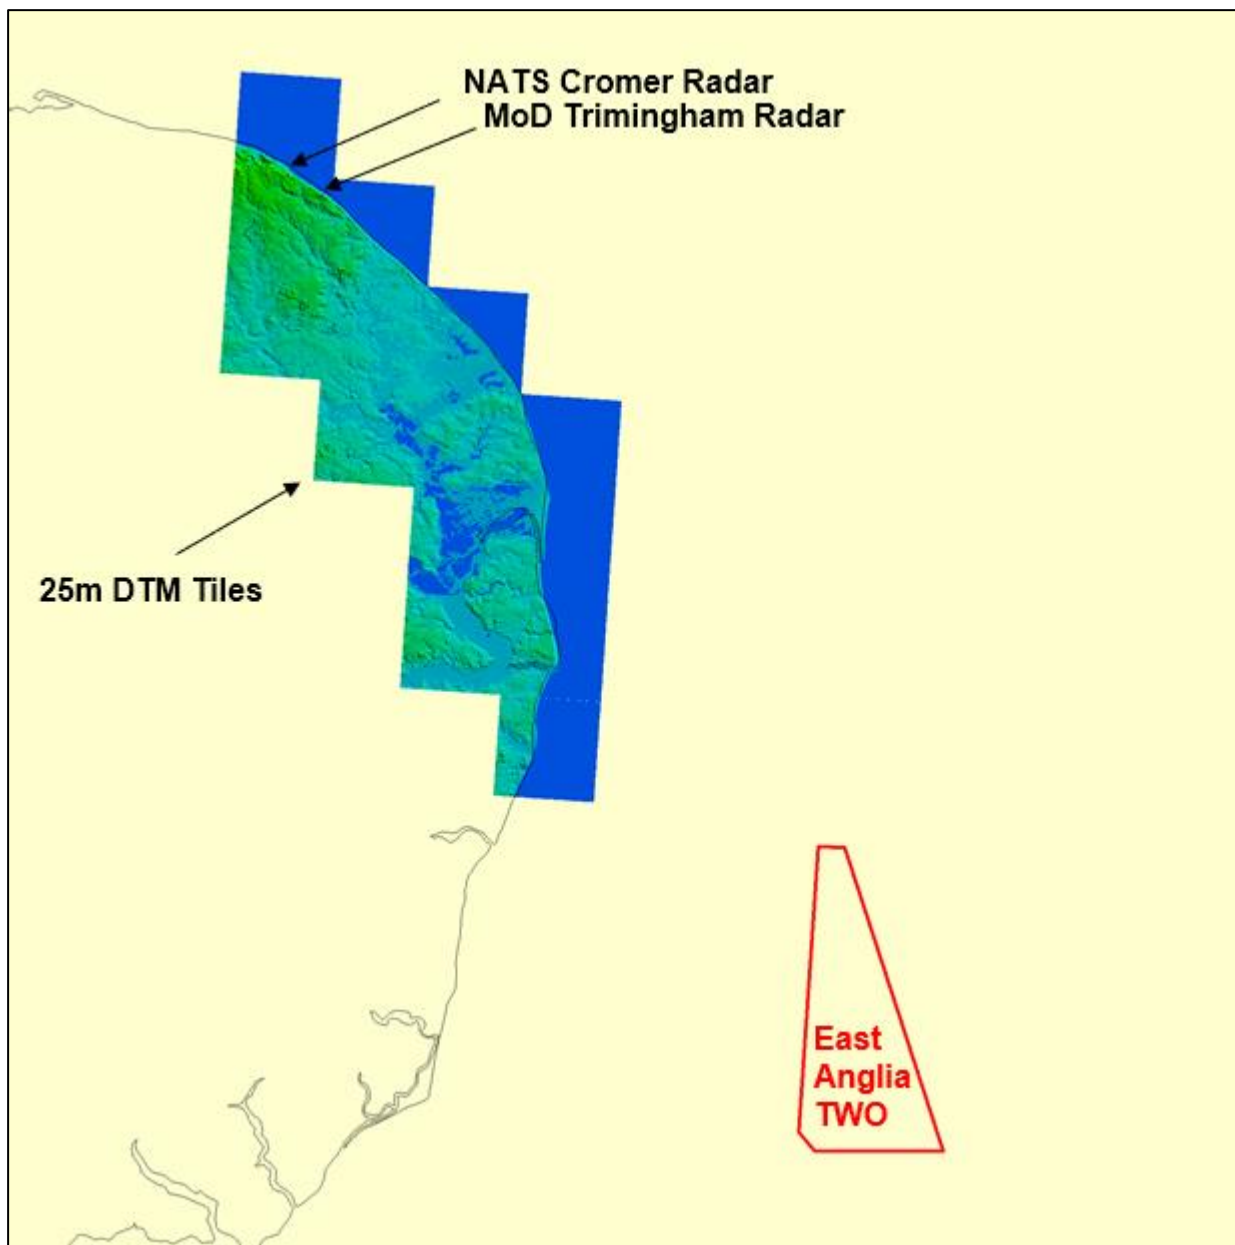 NATS Cromer Radar
MoD Trimingham Radar
25m DTM Tiles
East
Anglia
TWO